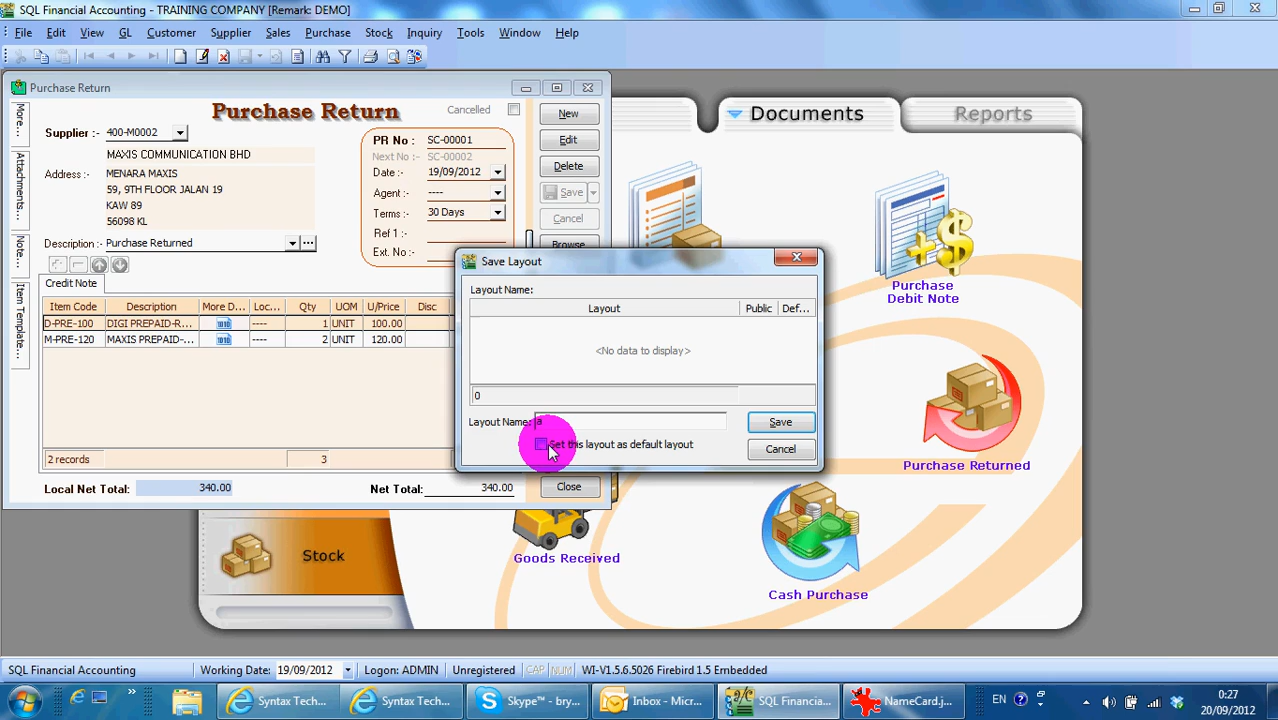 SQL Financial Accounting - TRAINING COMPANY [Remark: DEMO]
File Edit View GL Customer Supplier Sales Purchase Stock Inquiry Tools Window Help
Purchase Return
More...
Attachments...
Note...
Item Template...
Purchase Return
Cancelled
Supplier :- 400-M0002
MAXIS COMMUNICATION BHD
Address :- MENARA MAXIS
59, 9TH FLOOR JALAN 19
KAW 89
56098 KL
Description :- Purchase Returned
PR No : SC-00001
Next No :- SC-00002
Date :- 19/09/2012
Agent :- ----
Terms :- 30 Days
Ref 1 :-
Ext. No :-
New
Edit
Delete
Save
Cancel
Browse
Credit Note
Item Code Description More D... Loc... Qty UOM U/Price Disc
D-PRE-100 DIGI PREPAID-R... ---- 1 UNIT 100.00
M-PRE-120 MAXIS PREPAID-... ---- 2 UNIT 120.00
2 records 3
Local Net Total: 340.00 Net Total: 340.00
Close
Save Layout
Layout Name:
Layout Public Def...
<No data to display>
0
Layout Name: a
Save
Set this layout as default layout
Cancel
Documents
Reports
Purchase
Debit Note
Purchase Returned
Goods Received
Cash Purchase
Stock
SQL Financial Accounting Working Date: 19/09/2012 Logon: ADMIN Unregistered CAP NUM WI-V1.5.6.5026 Firebird 1.5 Embedded
Syntax Tech... Syntax Tech... Skype™ - bry... Inbox - Micr... SQL Financia... NameCard.j...
EN
0:27
20/09/2012